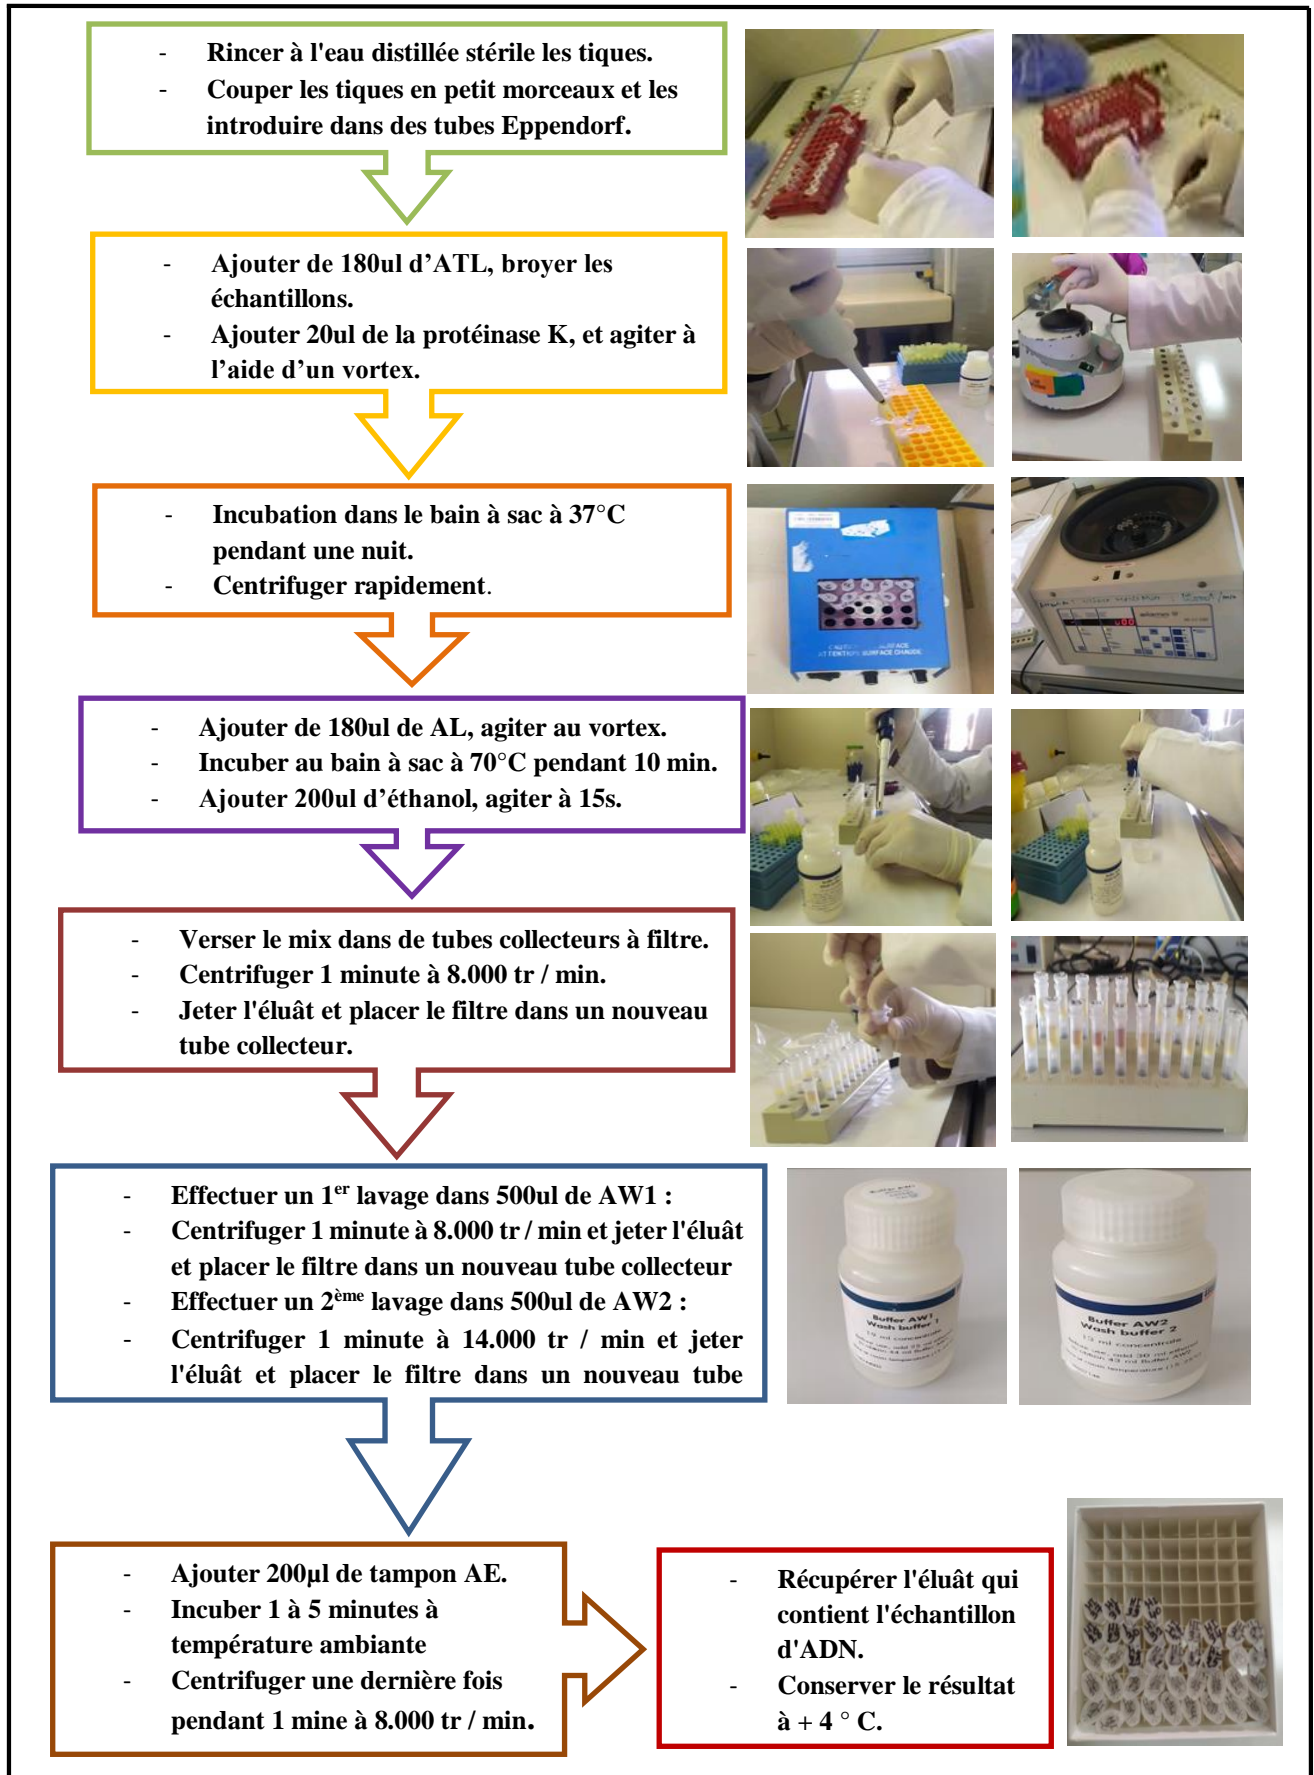 - Rincer à l'eau distillée stérile les tiques.
- Couper les tiques en petit morceaux et les
introduire dans des tubes Eppendorf.
- Ajouter de 180ul d’ATL, broyer les
échantillons.
- Ajouter 20ul de la protéinase K, et agiter à
l’aide d’un vortex.
- Incubation dans le bain à sac à 37°C
pendant une nuit.
- Centrifuger rapidement.
- Ajouter de 180ul de AL, agiter au vortex.
- Incuber au bain à sac à 70°C pendant 10 min.
- Ajouter 200ul d’éthanol, agiter à 15s.
- Verser le mix dans de tubes collecteurs à filtre.
- Centrifuger 1 minute à 8.000 tr / min.
- Jeter l'éluât et placer le filtre dans un nouveau
tube collecteur.
- Effectuer un 1er lavage dans 500ul de AW1 :
- Centrifuger 1 minute à 8.000 tr / min et jeter l'éluât
et placer le filtre dans un nouveau tube collecteur
- Effectuer un 2ème lavage dans 500ul de AW2 :
- Centrifuger 1 minute à 14.000 tr / min et jeter
l'éluât et placer le filtre dans un nouveau tube
Buffer AW1
Buffer AW1
Wash buffer 1
Buffer AW2
Wash buffer 2
13 ml concentrate
- Ajouter 200µl de tampon AE.
- Incuber 1 à 5 minutes à
température ambiante
- Centrifuger une dernière fois
pendant 1 mine à 8.000 tr / min.
- Récupérer l'éluât qui
contient l'échantillon
d'ADN.
- Conserver le résultat
à + 4 ° C.